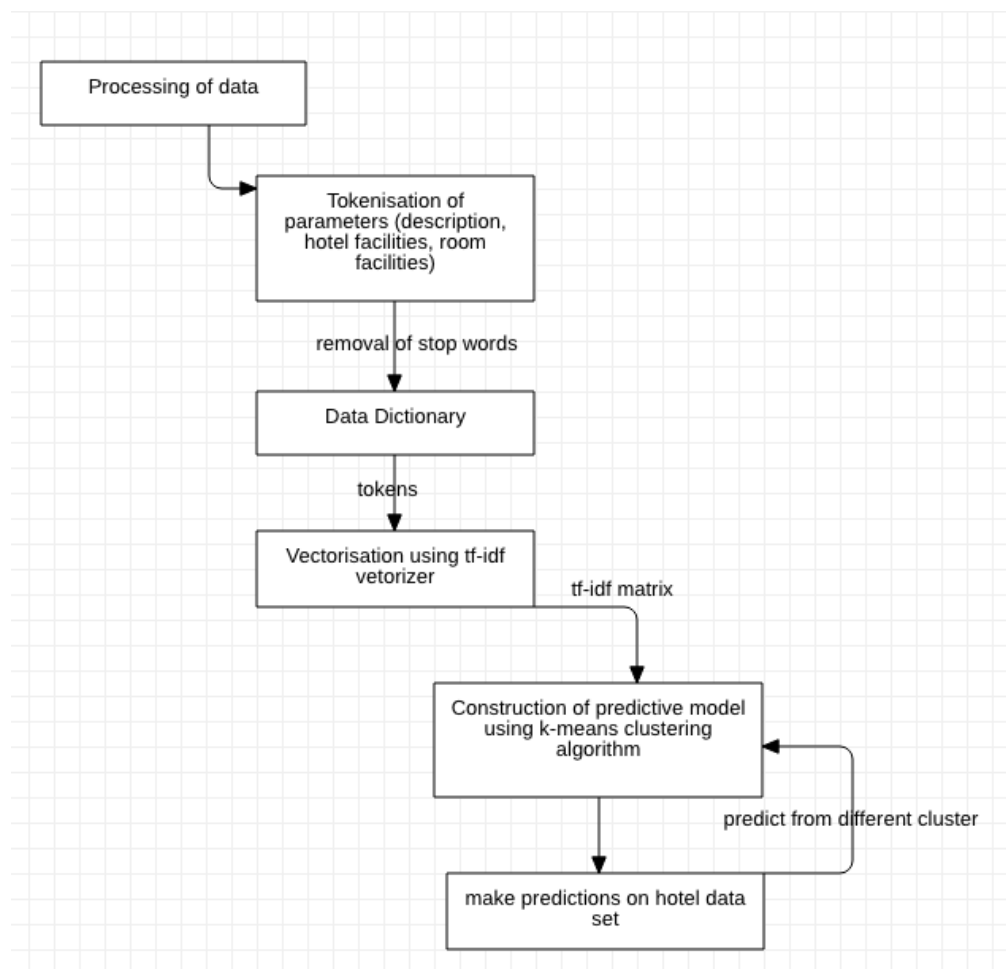 Processing of data
Tokenisation of
parameters (description,
hotel facilities, room
facilities)
removal of stop words
Data Dictionary
tokens
Vectorisation using tf-idf
vetorizer
tf-idf matrix
Construction of predictive model
using k-means clustering
algorithm
predict from different cluster
make predictions on hotel data
set